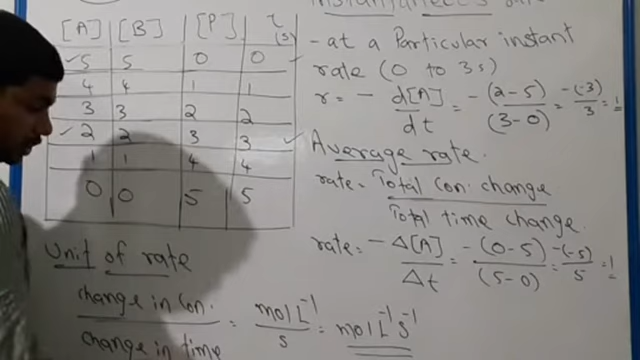 Instantaneous rate
[A] [B] [P] t(s)
5 5 0 0
4 4 1 1
3 3 2 2
2 2 3 3
1 1 4 4
0 0 5 5
- at a Particular instant
rate (0 to 3s)
r = - d[A]/dt = -(2-5)/(3-0) = -(-3)/3 = 1
Average rate.
rate = Total Con. change / Total time change.
rate = -Δ[A]/Δt = -(0-5)/(5-0) = -(-5)/5 = 1
Unit of rate
change in Con. / change in time = mol L⁻¹/s = mol L⁻¹ S⁻¹